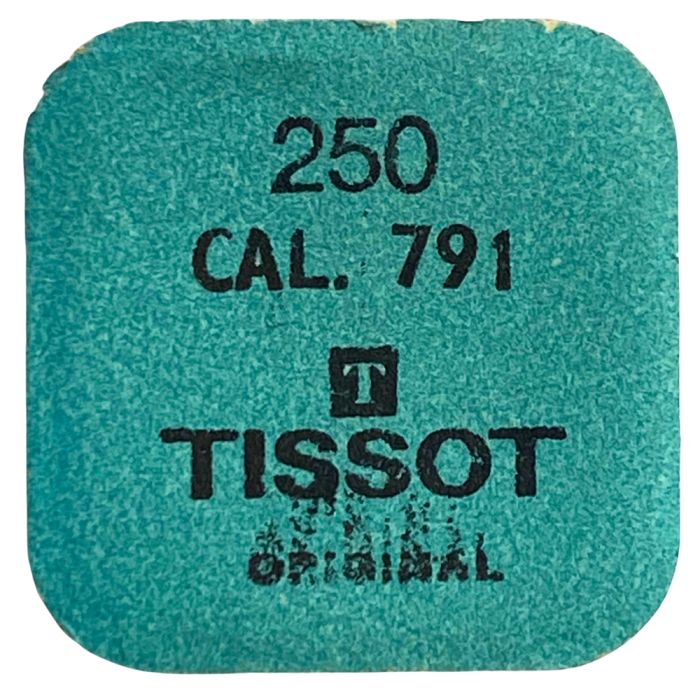 250
CAL. 791
T
TISSOT
ORIGINAL